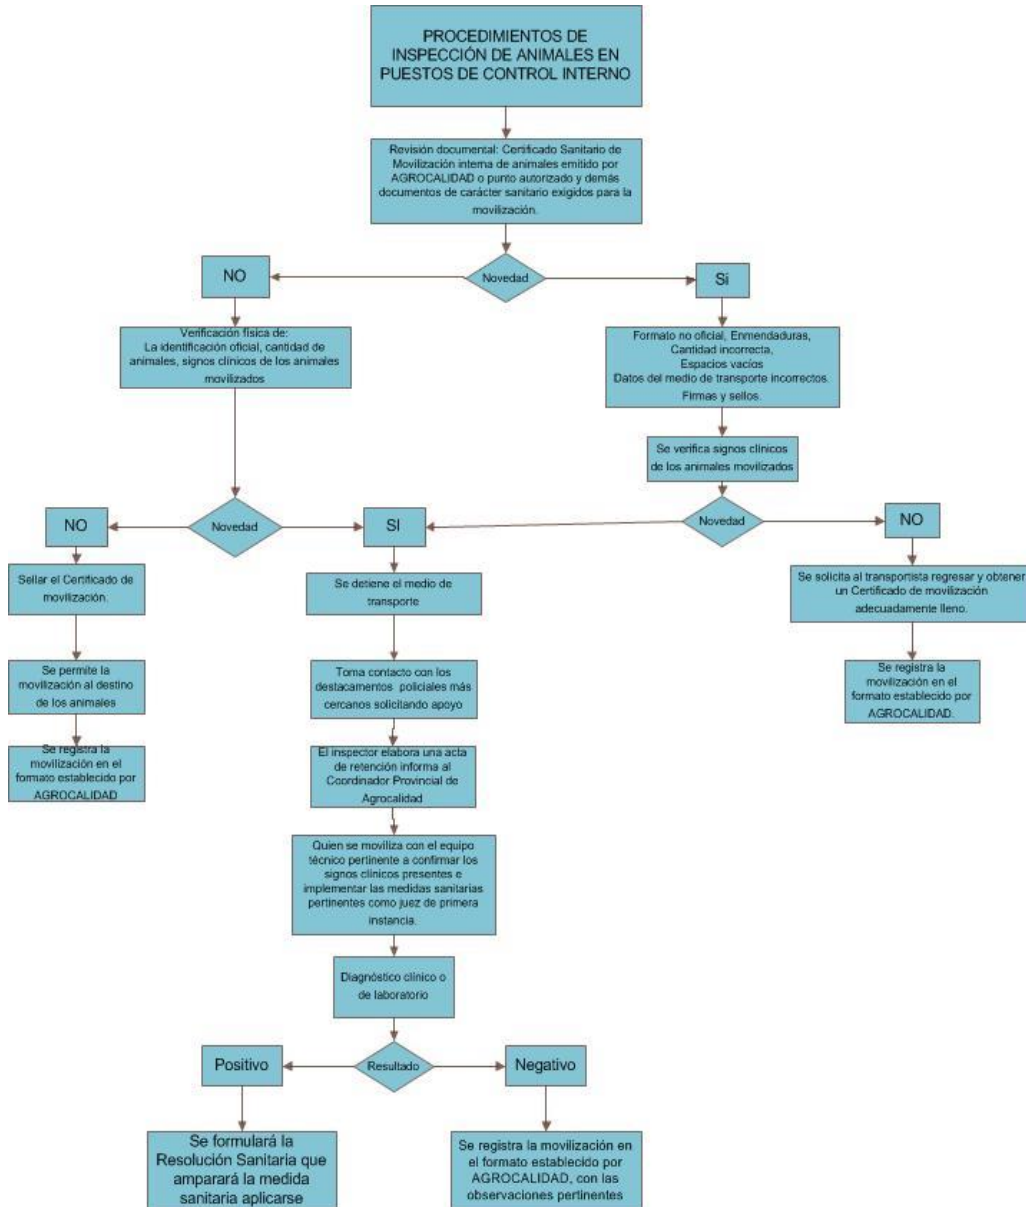 PROCEDIMIENTOS DE
INSPECCIÓN DE ANIMALES EN
PUESTOS DE CONTROL INTERNO
Revisión documental: Certificado Sanitario de
Movilización interna de animales emitido por
AGROCALIDAD o punto autorizado y demás
documentos de carácter sanitario exigidos para la
movilización.
NO
Novedad
Si
Verificación física de:
La identificación oficial, cantidad de
animales, signos clínicos de los animales
movilizados
Formato no oficial, Enmendaduras,
Cantidad incorrecta,
Espacios vacíos
Datos del medio de transporte incorrectos.
Firmas y sellos.
Se verifica signos clínicos
de los animales movilizados
NO
Novedad
SI
Novedad
NO
Sellar el Certificado de
movilización.
Se detiene el medio de
transporte
Se solicita al transportista regresar y obtener
un Certificado de movilización
adecuadamente lleno.
Se permite la
movilización al destino
de los animales
Toma contacto con los
destacamentos policiales más
cercanos solicitando apoyo
Se registra la
movilización en el
formato establecido por
AGROCALIDAD.
Se registra la
movilización en el
formato establecido por
AGROCALIDAD
El inspector elabora una acta
de retención informa al
Coordinador Provincial de
Agrocalidad
Quien se moviliza con el equipo
técnico pertinente a confirmar los
signos clínicos presentes e
implementar las medidas sanitarias
pertinentes como juez de primera
instancia.
Diagnóstico clínico o
de laboratorio
Positivo
Resultado
Negativo
Se formulará la
Resolución Sanitaria que
amparará la medida
sanitaria aplicarse
Se registra la movilización en
el formato establecido por
AGROCALIDAD, con las
observaciones pertinentes